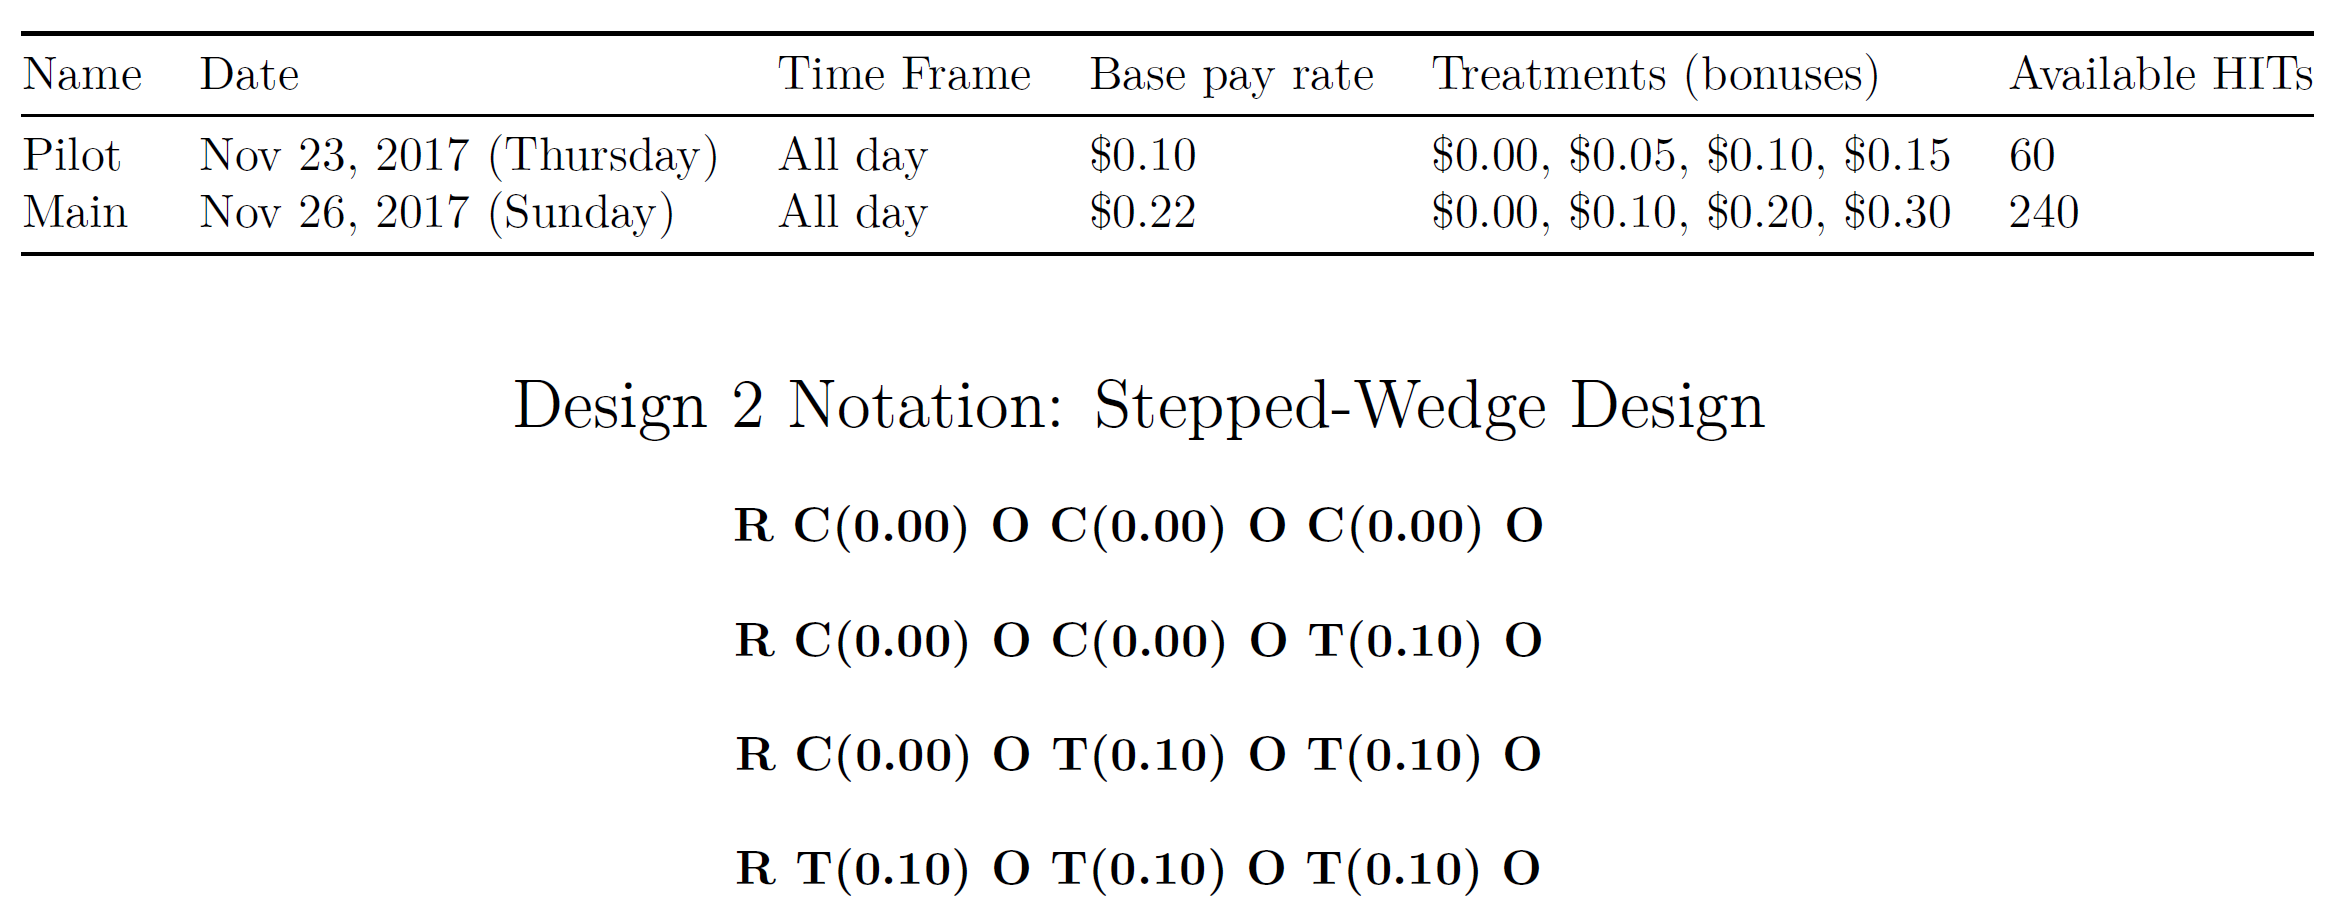 Name Date Time Frame Base pay rate Treatments (bonuses) Available HITs
Pilot Nov 23, 2017 (Thursday) All day $0.10 $0.00, $0.05, $0.10, $0.15 60
Main Nov 26, 2017 (Sunday) All day $0.22 $0.00, $0.10, $0.20, $0.30 240
Design 2 Notation: Stepped-Wedge Design
R C(0.00) O C(0.00) O C(0.00) O
R C(0.00) O C(0.00) O T(0.10) O
R C(0.00) O T(0.10) O T(0.10) O
R T(0.10) O T(0.10) O T(0.10) O